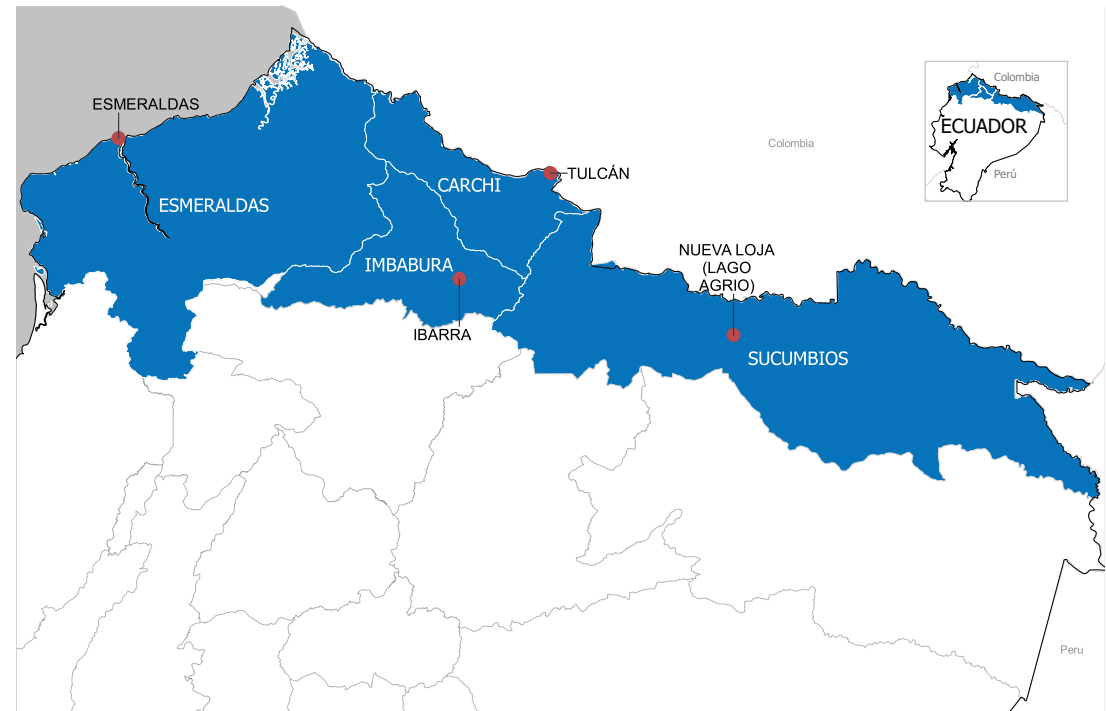 ESMERALDAS
ESMERALDAS
CARCHI
TULCÁN
IMBABURA
IBARRA
NUEVA LOJA
(LAGO
AGRIO)
SUCUMBIOS
Colombia
Colombia
ECUADOR
Perú
Peru